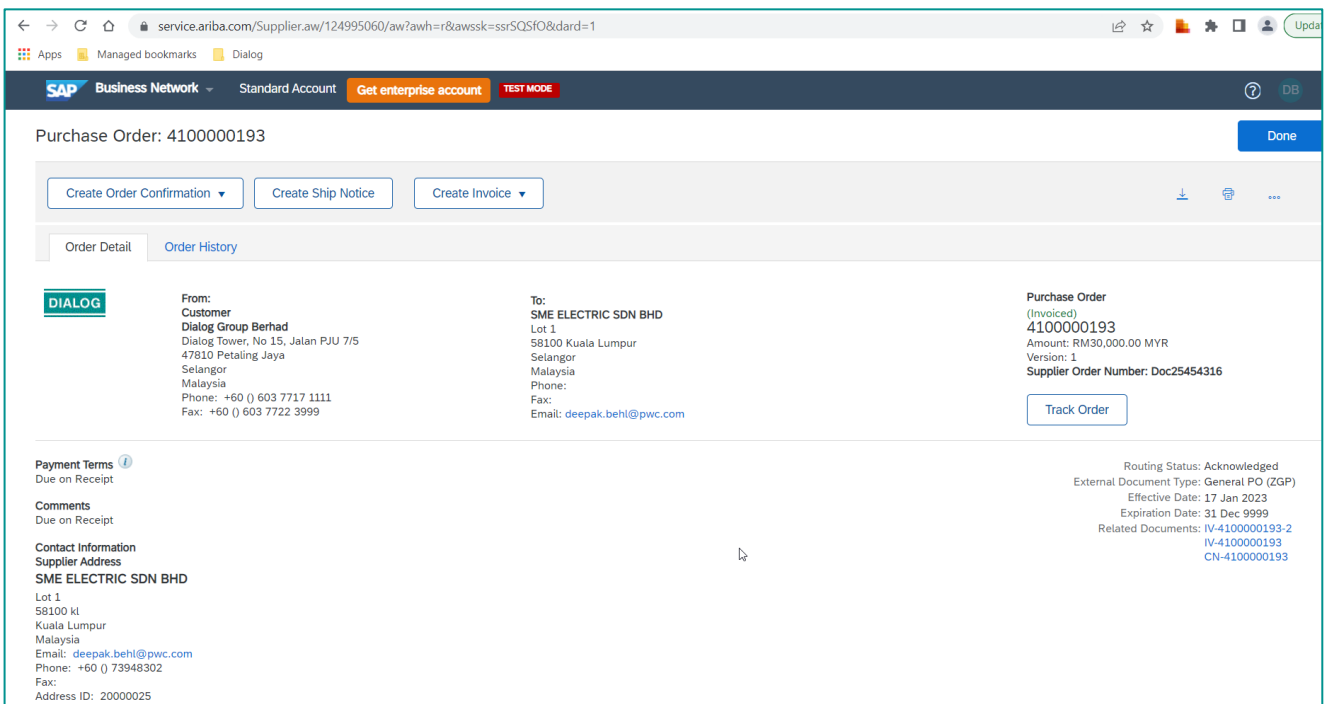 service.ariba.com/Supplier.aw/124995060/aw?awh=r&awssk=ssrSQSfO&dard=1
Apps Managed bookmarks Dialog
SAP Business Network Standard Account Get enterprise account TEST MODE ? DB
Purchase Order: 4100000193
Done
Create Order Confirmation Create Ship Notice Create Invoice
Order Detail Order History
DIALOG
From:
Customer
Dialog Group Berhad
Dialog Tower, No 15, Jalan PJU 7/5
47810 Petaling Jaya
Selangor
Malaysia
Phone: +60 () 603 7717 1111
Fax: +60 () 603 7722 3999
To:
SME ELECTRIC SDN BHD
Lot 1
58100 Kuala Lumpur
Selangor
Malaysia
Phone:
Fax:
Email: deepak.behl@pwc.com
Purchase Order
(Invoiced)
4100000193
Amount: RM30,000.00 MYR
Version: 1
Supplier Order Number: Doc25454316
Track Order
Payment Terms i
Due on Receipt
Comments
Due on Receipt
Contact Information
Supplier Address
SME ELECTRIC SDN BHD
Lot 1
58100 kl
Kuala Lumpur
Malaysia
Email: deepak.behl@pwc.com
Phone: +60 () 73948302
Fax:
Address ID: 20000025
Routing Status: Acknowledged
External Document Type: General PO (ZGP)
Effective Date: 17 Jan 2023
Expiration Date: 31 Dec 9999
Related Documents: IV-4100000193-2
IV-4100000193
CN-4100000193